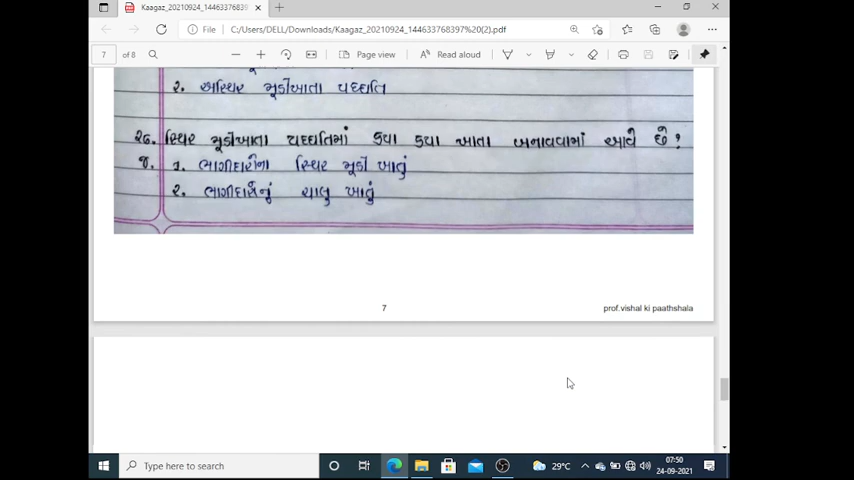 Kaagaz_20210924_14463376839
File
C:/Users/DELL/Downloads/Kaagaz_20210924_144633768397%20(2).pdf
7 of 8
Page view
Read aloud
૨. અસ્થિર મૂડીખાતા પદ્ધતિ
૨૯. સ્થિર મૂડીખાતા પદ્ધતિમાં કયા કયા ખાતા બનાવવામાં આવે છે?
જ. ૧. ભાગીદારીના સ્થિર મૂડી ખાતું
૨. ભાગીદારીનું ચાલુ ખાતું
7
prof.vishal ki paathshala
Type here to search
29°C
07:50
24-09-2021